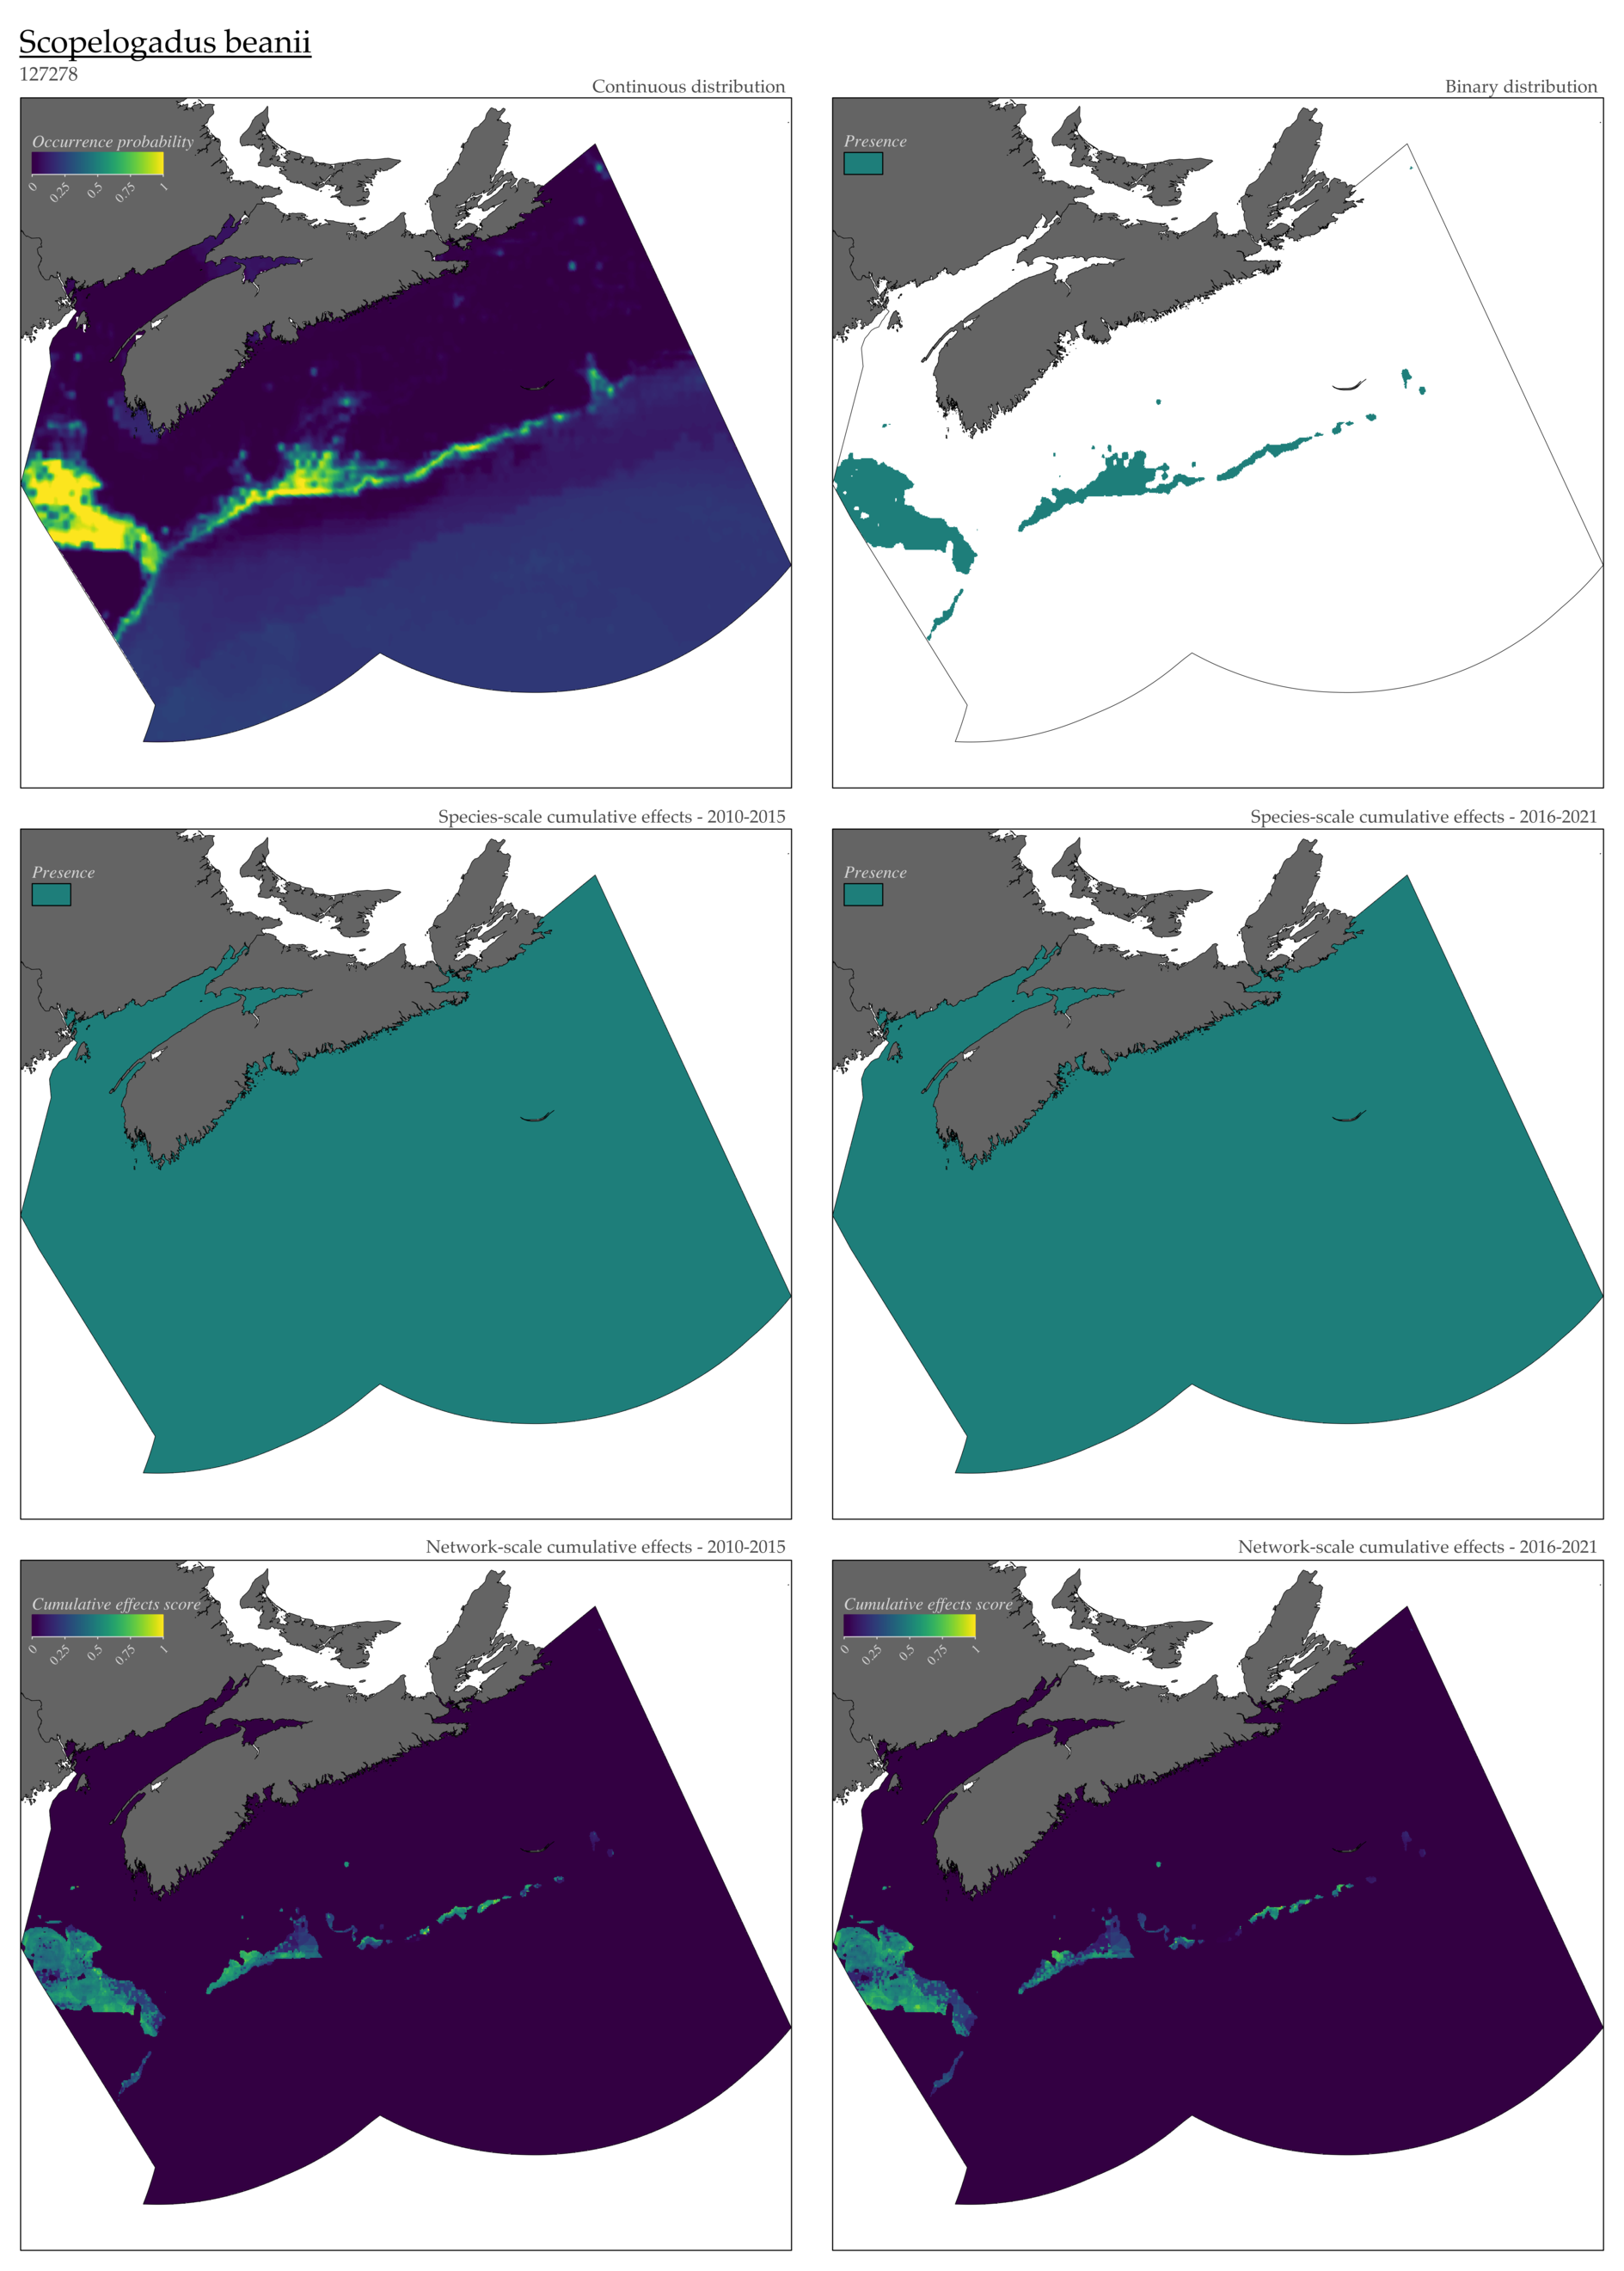 Scopelogadus beanii
127278
Continuous distribution
Occurrence probability
0 0.25 0.5 0.75 1
Binary distribution
Presence
Species-scale cumulative effects - 2010-2015
Presence
Species-scale cumulative effects - 2016-2021
Presence
Network-scale cumulative effects - 2010-2015
Cumulative effects score
0 0.25 0.5 0.75 1
Network-scale cumulative effects - 2016-2021
Cumulative effects score
0 0.25 0.5 0.75 1